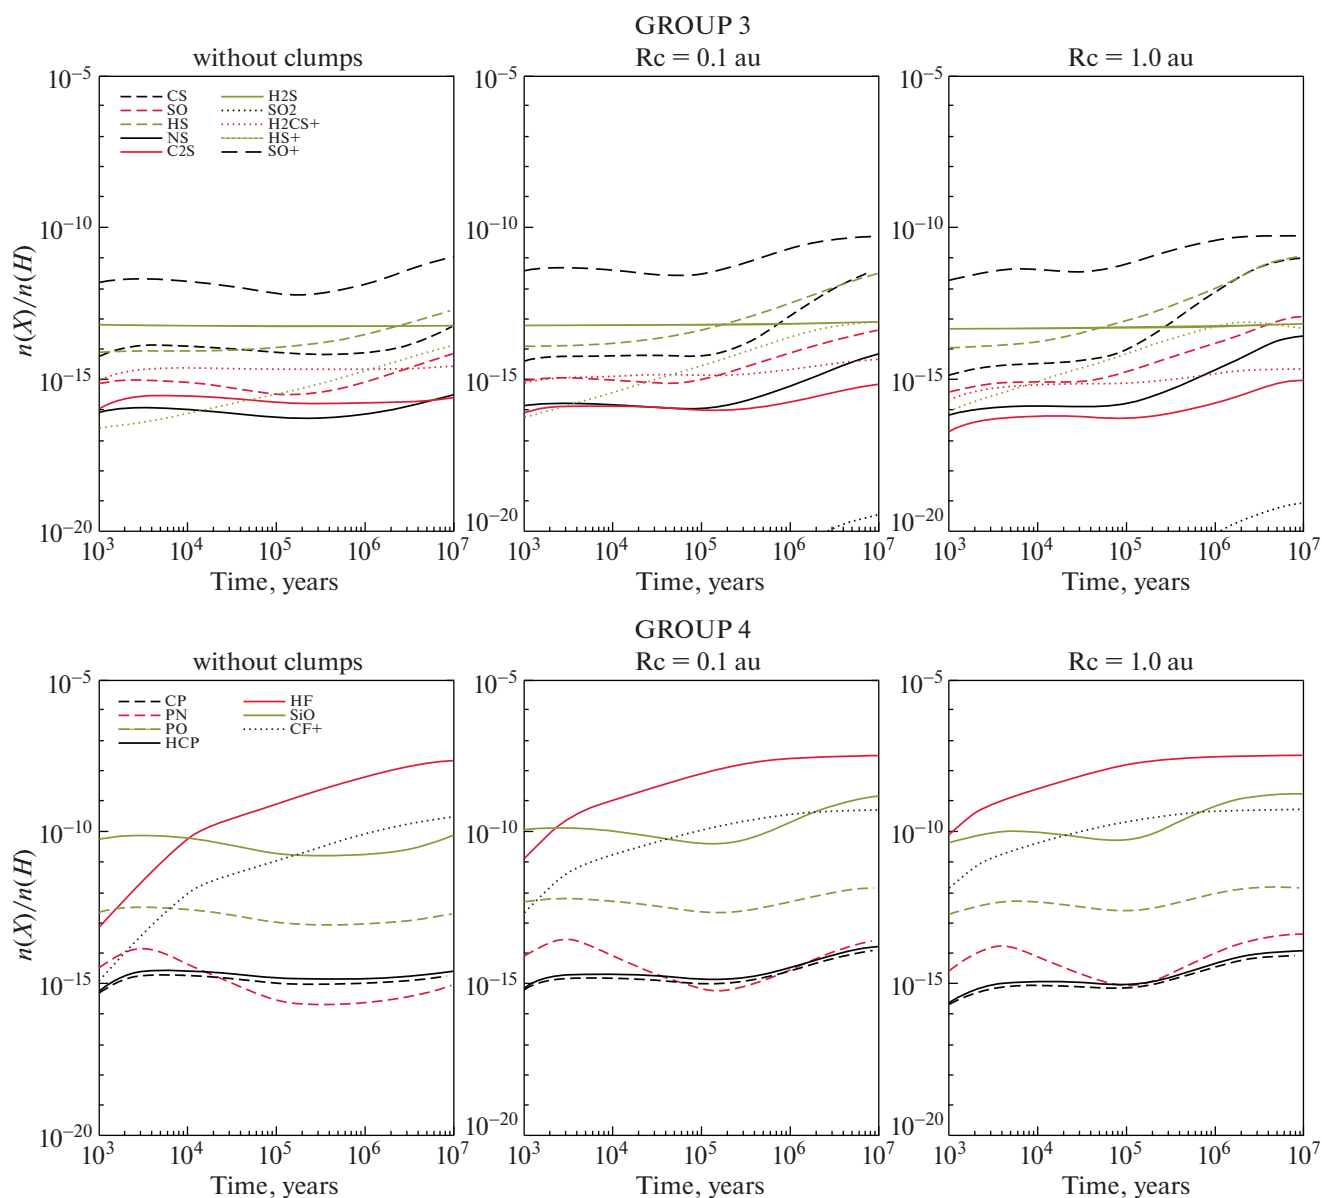 GROUP 3
without clumps
Rc = 0.1 au
Rc = 1.0 au
n(X)/n(H)
10⁻⁵
10⁻¹⁰
10⁻¹⁵
10⁻²⁰
CS
SO
HS
NS
C2S
H2S
SO2
H2CS+
HS+
SO+
10³ 10⁴ 10⁵ 10⁶ 10⁷
Time, years
10⁻⁵
10⁻¹⁰
10⁻¹⁵
10⁻²⁰
10³ 10⁴ 10⁵ 10⁶ 10⁷
Time, years
10⁻⁵
10⁻¹⁰
10⁻¹⁵
10⁻²⁰
10³ 10⁴ 10⁵ 10⁶ 10⁷
Time, years
GROUP 4
without clumps
Rc = 0.1 au
Rc = 1.0 au
n(X)/n(H)
10⁻⁵
10⁻¹⁰
10⁻¹⁵
10⁻²⁰
CP
PN
PO
HCP
HF
SiO
CF+
10³ 10⁴ 10⁵ 10⁶ 10⁷
Time, years
10⁻⁵
10⁻¹⁰
10⁻¹⁵
10⁻²⁰
10³ 10⁴ 10⁵ 10⁶ 10⁷
Time, years
10⁻⁵
10⁻¹⁰
10⁻¹⁵
10⁻²⁰
10³ 10⁴ 10⁵ 10⁶ 10⁷
Time, years